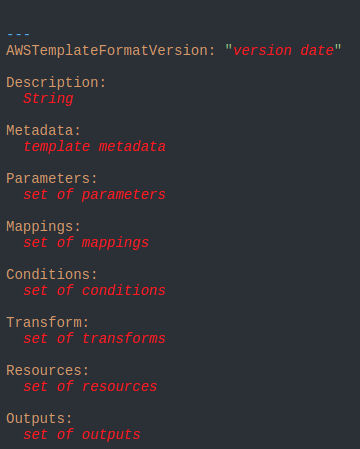 ---
AWSTemplateFormatVersion: "version date"
Description:
String
Metadata:
template metadata
Parameters:
set of parameters
Mappings:
set of mappings
Conditions:
set of conditions
Transform:
set of transforms
Resources:
set of resources
Outputs:
set of outputs